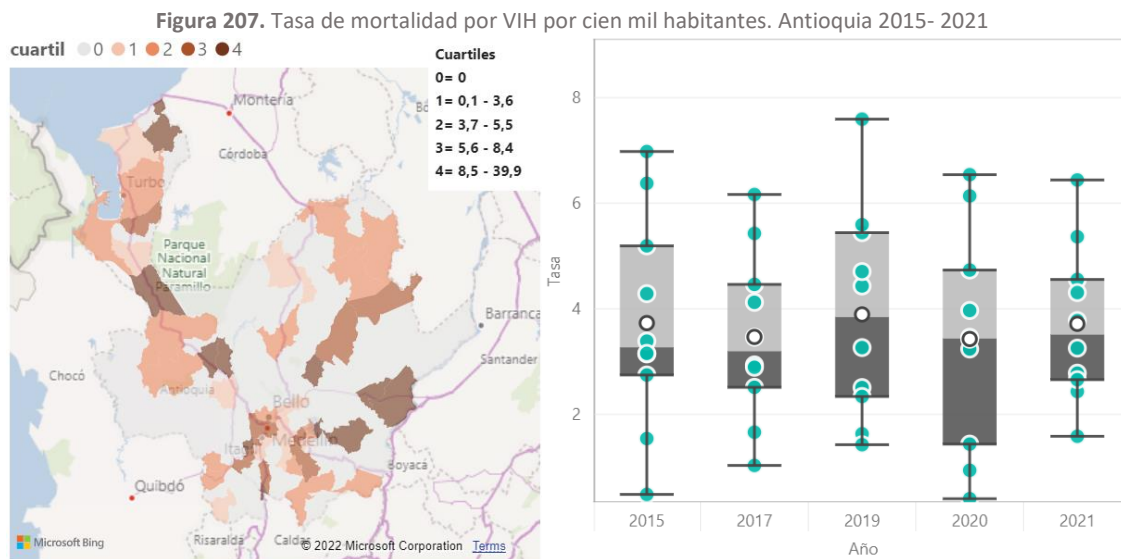 Figura 207. Tasa de mortalidad por VIH por cien mil habitantes. Antioquia 2015- 2021
cuartil 0 1 2 3 4
Cuartiles
0= 0
1= 0,1 - 3,6
2= 3,7 - 5,5
3= 5,6 - 8,4
4= 8,5 - 39,9
Montería
Córdoba
Turbo
Parque
Nacional
Natural
Paramillo
Barranca
Santander
Chocó
Antioquia
Bello
Medellín
Itagüí
Boyacá
Quibdó
Risaralda
Caldas
Microsoft Bing
© 2022 Microsoft Corporation Terms
Tasa
8
6
4
2
2015 2017 2019 2020 2021
Año